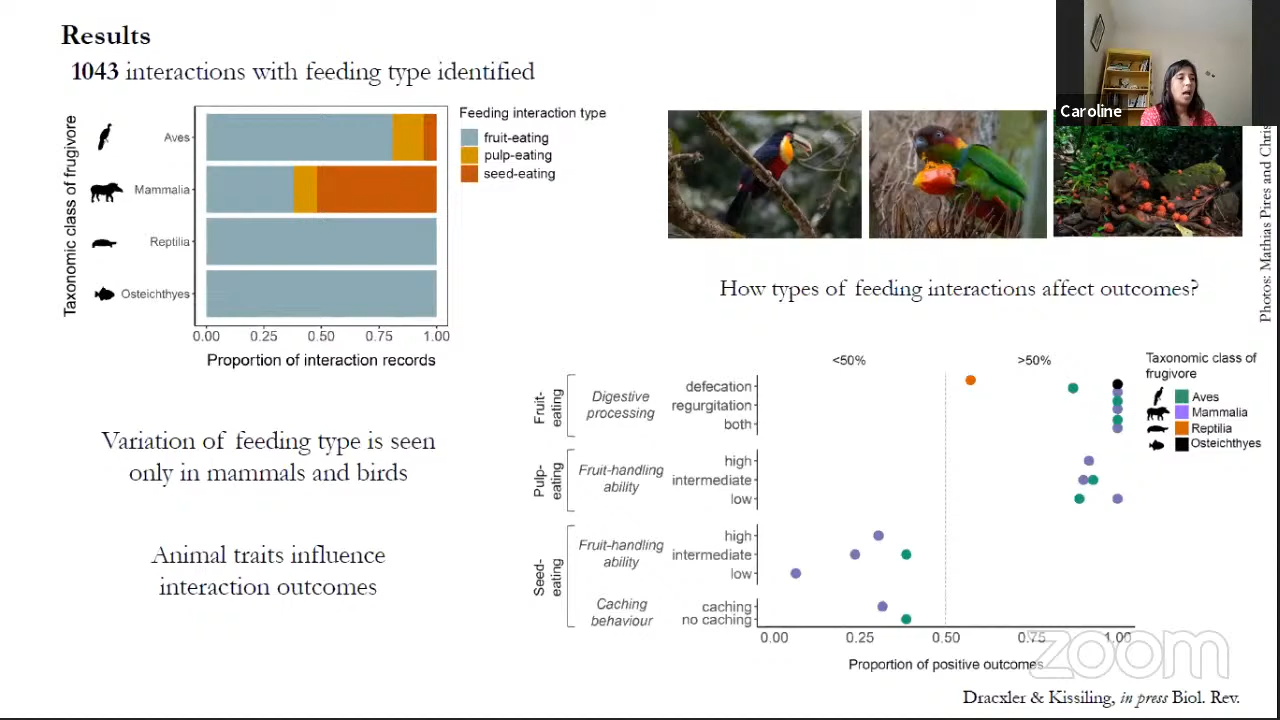 Results
1043 interactions with feeding type identified
Taxonomic class of frugivore
Aves
Mammalia
Reptilia
Osteichthyes
0.00 0.25 0.50 0.75 1.00
Proportion of interaction records
Feeding interaction type
fruit-eating
pulp-eating
seed-eating
Caroline
Photos: Mathias Pires and Chris
Variation of feeding type is seen
only in mammals and birds
Animal traits influence
interaction outcomes
How types of feeding interactions affect outcomes?
<50% >50%
Fruit-
eating
Digestive
processing
defecation
regurgitation
both
Pulp-
eating
Fruit-handling
ability
high
intermediate
low
Seed-
eating
Fruit-handling
ability
high
intermediate
low
Caching
behaviour
caching
no caching
0.00 0.25 0.50 0.75 1.00
Proportion of positive outcomes
Taxonomic class of
frugivore
Aves
Mammalia
Reptilia
Osteichthyes
zoom
Dracxler & Kissiling, in press Biol. Rev.